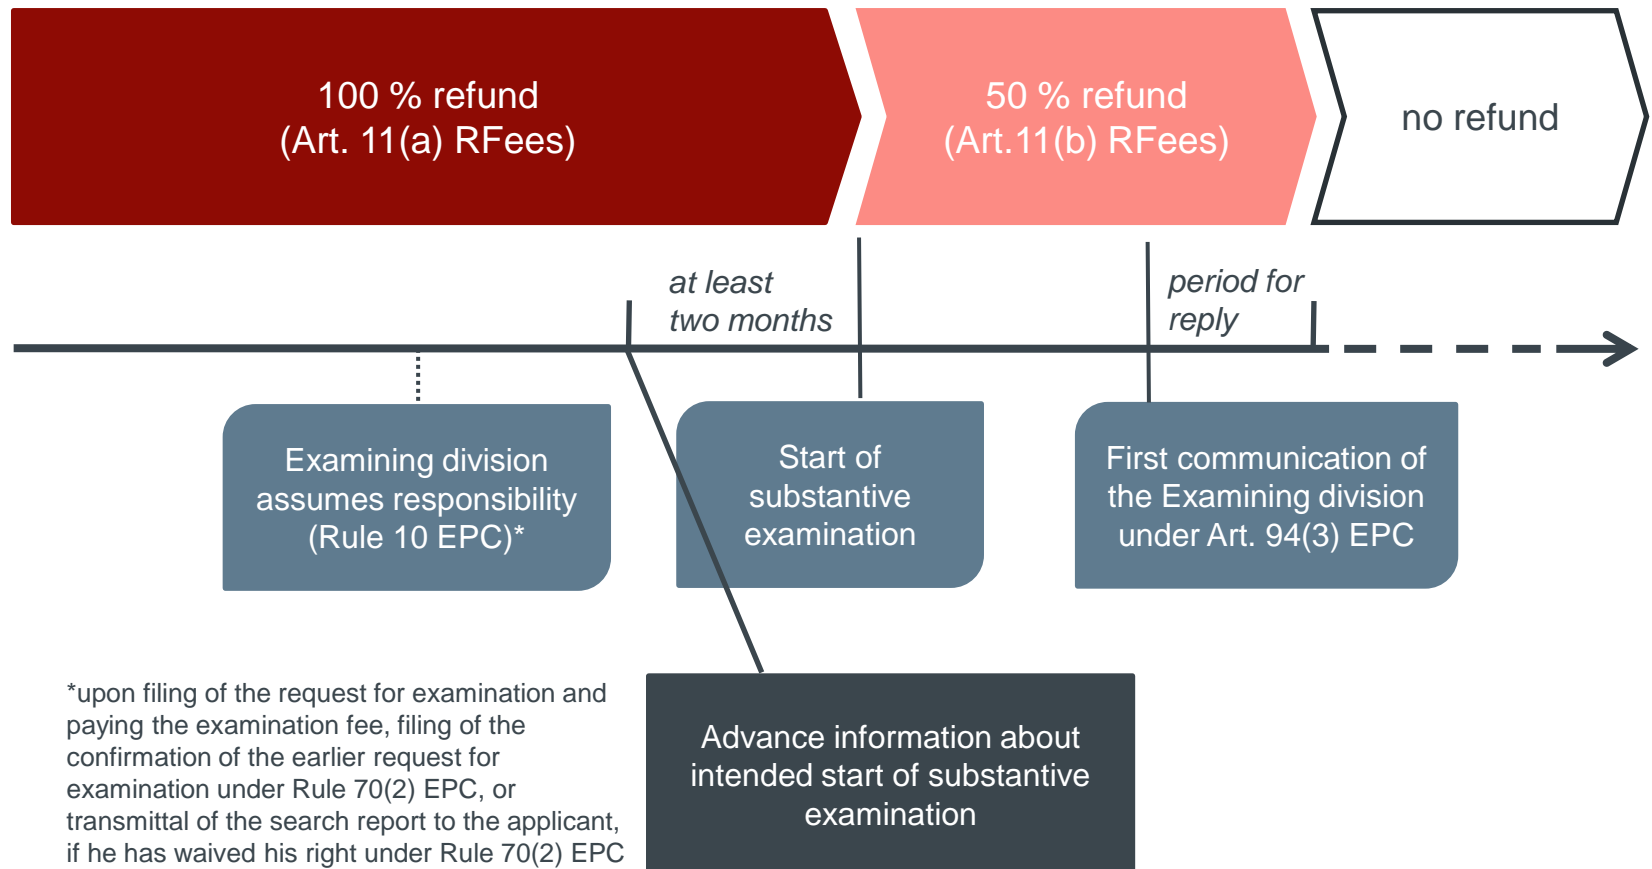 100 % refund
(Art. 11(a) RFees)
50 % refund
(Art.11(b) RFees)
no refund
at least
two months
period for
reply
Examining division
assumes responsibility
(Rule 10 EPC)*
Start of
substantive
examination
First communication of
the Examining division
under Art. 94(3) EPC
*upon filing of the request for examination and
paying the examination fee, filing of the
confirmation of the earlier request for
examination under Rule 70(2) EPC, or
transmittal of the search report to the applicant,
if he has waived his right under Rule 70(2) EPC
Advance information about
intended start of substantive
examination